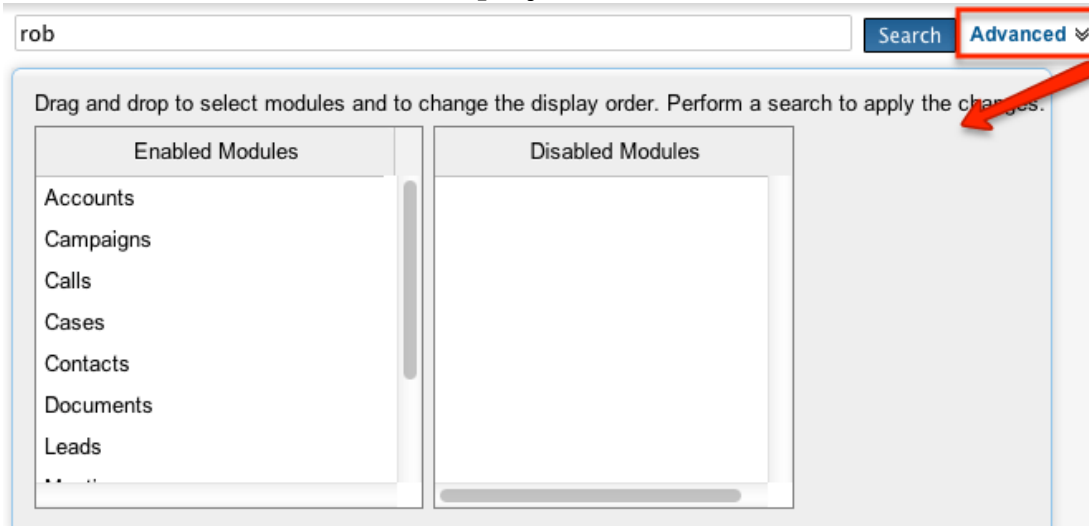 rob
Search
Advanced
Drag and drop to select modules and to change the display order. Perform a search to apply the changes.
Enabled Modules
Disabled Modules
Accounts
Campaigns
Calls
Cases
Contacts
Documents
Leads